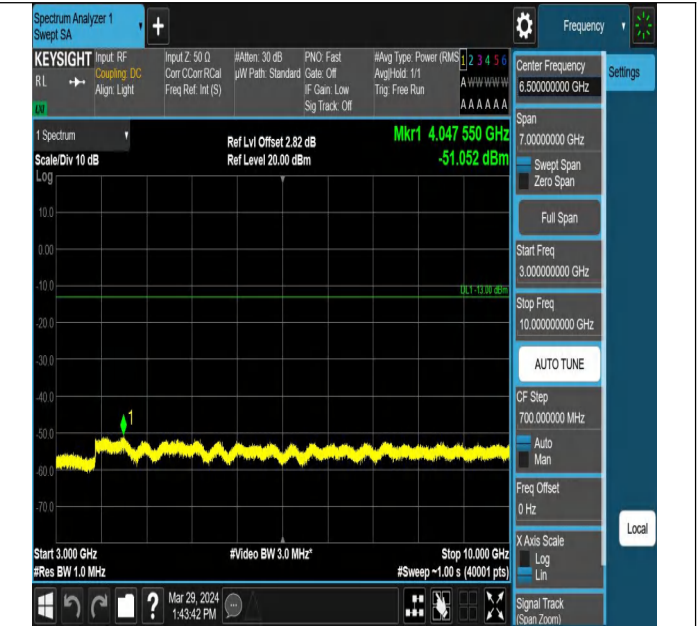 Spectrum Analyzer 1
Swept SA
+
Frequency
KEYSIGHT
RL
LXI
Input: RF
Coupling: DC
Align: Light
Input Z: 50 Ω
Corr CCorr RCal
Freq Ref: Int (S)
#Atten: 30 dB
µW Path: Standard
PNO: Fast
Gate: Off
IF Gain: Low
Sig Track: Off
#Avg Type: Power (RMS
Avg|Hold: 1/1
Trig: Free Run
1 2 3 4 5 6
A W W W W W
A A A A A A
1 Spectrum
Scale/Div 10 dB
Log
Ref Lvl Offset 2.82 dB
Ref Level 20.00 dBm
Mkr1 4.047 550 GHz
-51.052 dBm
10.0
0.00
-10.0
DL1 -13.00 dBm
-20.0
-30.0
-40.0
1
-50.0
-60.0
-70.0
Start 3.000 GHz
#Res BW 1.0 MHz
#Video BW 3.0 MHz*
Stop 10.000 GHz
#Sweep ~1.00 s (40001 pts)
?
Mar 29, 2024
1:43:42 PM
Center Frequency
6.500000000 GHz
Settings
Span
7.00000000 GHz
Swept Span
Zero Span
Full Span
Start Freq
3.000000000 GHz
Stop Freq
10.000000000 GHz
AUTO TUNE
CF Step
700.000000 MHz
Auto
Man
Freq Offset
0 Hz
X Axis Scale
Log
Lin
Local
Signal Track
(Span Zoom)